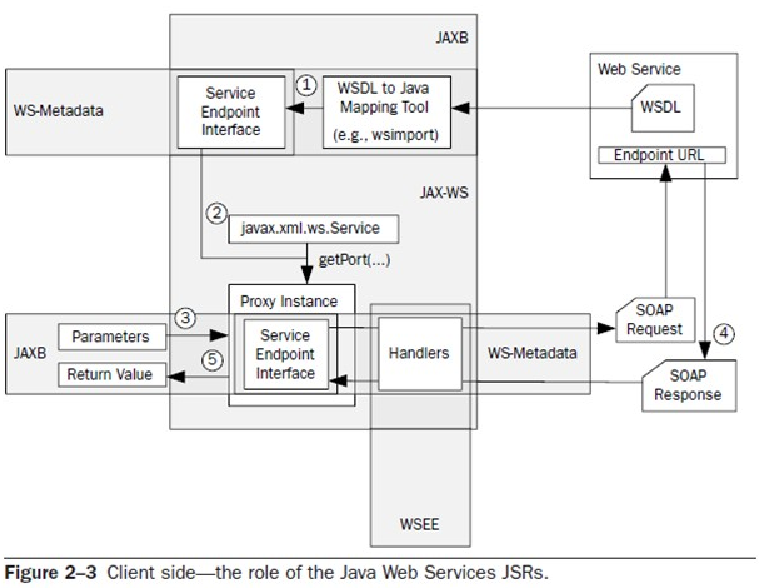 JAXB
WS-Metadata
Service
Endpoint
Interface
1
WSDL to Java
Mapping Tool
(e.g., wsimport)
Web Service
WSDL
Endpoint URL
JAX-WS
2
javax.xml.ws.Service
getPort(...)
Proxy Instance
JAXB
Parameters
3
Return Value
5
Service
Endpoint
Interface
Handlers
WS-Metadata
SOAP
Request
4
SOAP
Response
WSEE
Figure 2–3 Client side—the role of the Java Web Services JSRs.